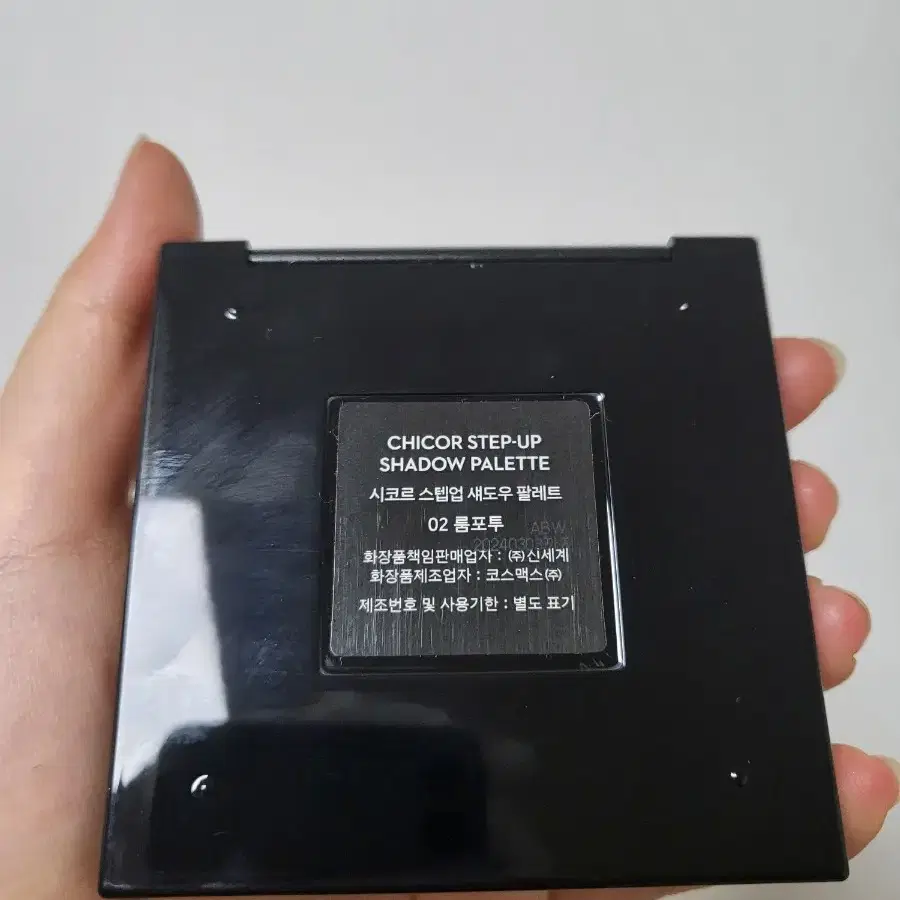 CHICOR STEP-UP
SHADOW PALETTE
시코르 스텝업 섀도우 팔레트
02 룸포투
ABW
화장품책임판매업자 : ㈜신세계
화장품제조업자 : 코스맥스㈜
제조번호 및 사용기한 : 별도 표기